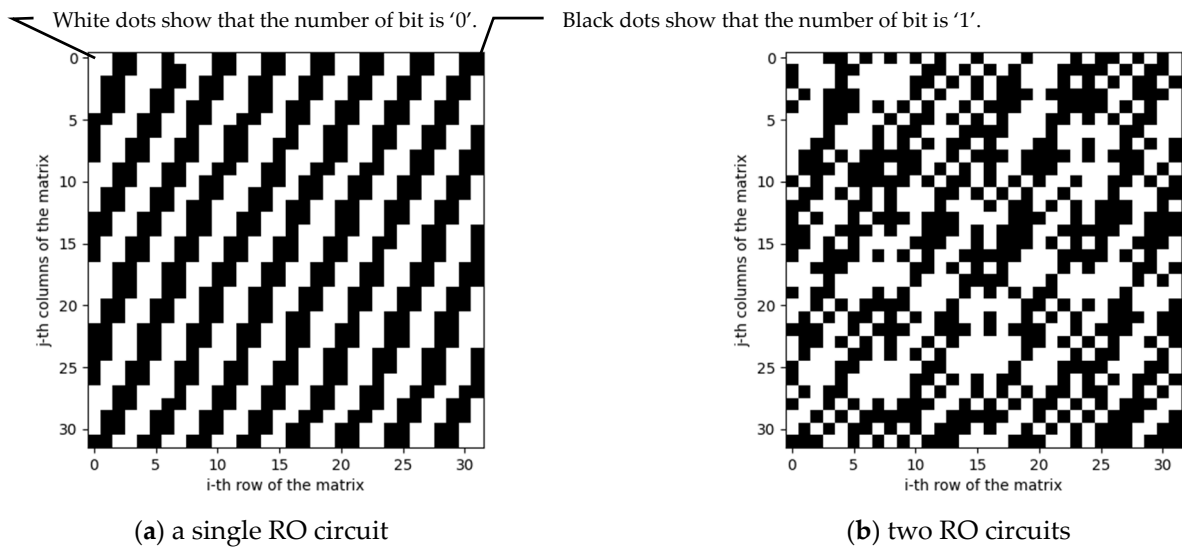 White dots show that the number of bit is ‘0’.
Black dots show that the number of bit is ‘1’.
0
5
10
15
20
25
30
j-th columns of the matrix
0 5 10 15 20 25 30
i-th row of the matrix
(a) a single RO circuit
0
5
10
15
20
25
30
j-th columns of the matrix
0 5 10 15 20 25 30
i-th row of the matrix
(b) two RO circuits